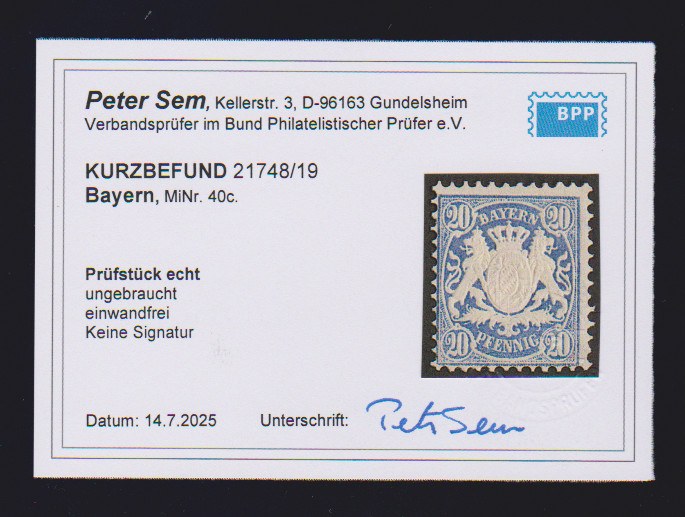 Peter Sem, Kellerstr. 3, D-96163 Gundelsheim
Verbandsprüfer im Bund Philatelistischer Prüfer e.V.
BPP
KURZBEFUND 21748/19
Bayern, MiNr. 40c.
20 BAYERN 20
20 PFENNIG 20
Prüfstück echt
ungebraucht
einwandfrei
Keine Signatur
Datum: 14.7.2025 Unterschrift: Peter Sem